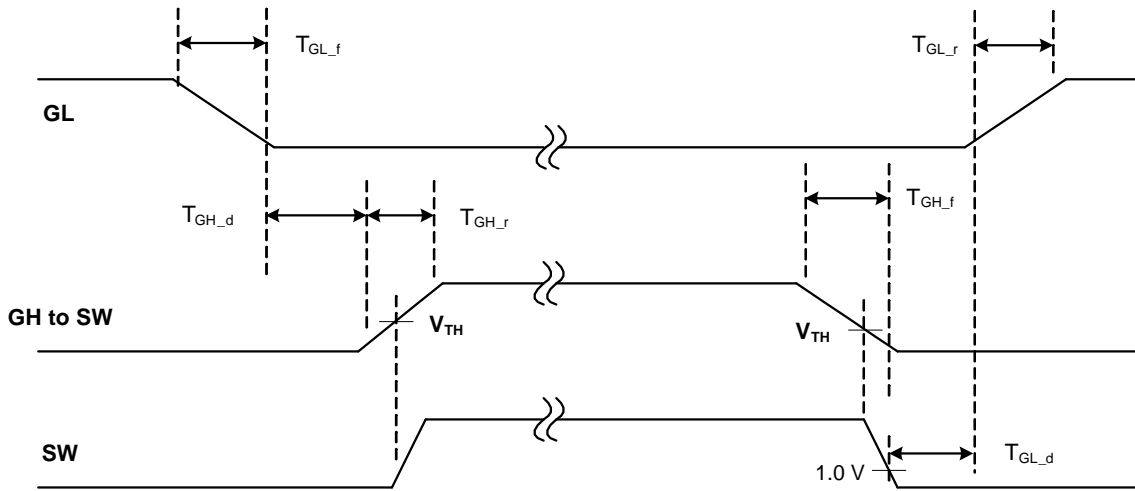 T_GL_f
T_GL_r
GL
T_GH_d
T_GH_r
T_GH_f
GH to SW
V_TH
V_TH
SW
1.0 V
T_GL_d